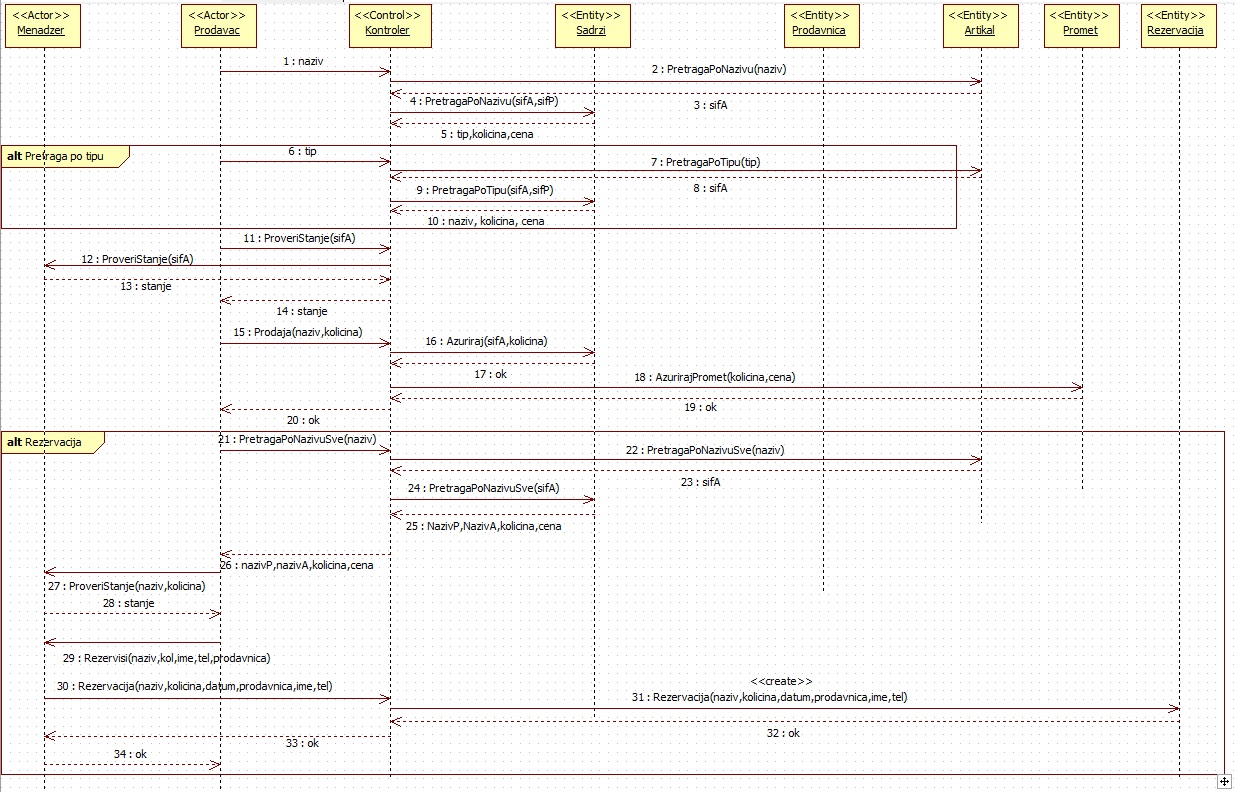 <<Actor>>
Menadzer
<<Actor>>
Prodavac
<<Control>>
Kontroler
<<Entity>>
Sadrzi
<<Entity>>
Prodavnica
<<Entity>>
Artikal
<<Entity>>
Promet
<<Entity>>
Rezervacija
1 : naziv
2 : PretragaPoNazivu(naziv)
3 : sifA
4 : PretragaPoNazivu(sifA,sifP)
5 : tip,kolicina,cena
alt Pretraga po tipu
6 : tip
7 : PretragaPoTipu(tip)
8 : sifA
9 : PretragaPoTipu(sifA,sifP)
10 : naziv, kolicina, cena
11 : ProveriStanje(sifA)
12 : ProveriStanje(sifA)
13 : stanje
14 : stanje
15 : Prodaja(naziv,kolicina)
16 : Azuriraj(sifA,kolicina)
17 : ok
18 : AzurirajPromet(kolicina,cena)
19 : ok
20 : ok
alt Rezervacija
21 : PretragaPoNazivuSve(naziv)
22 : PretragaPoNazivuSve(naziv)
23 : sifA
24 : PretragaPoNazivuSve(sifA)
25 : NazivP,NazivA,kolicina,cena
26 : nazivP,nazivA,kolicina,cena
27 : ProveriStanje(naziv,kolicina)
28 : stanje
29 : Rezervisi(naziv,kol,ime,tel,prodavnica)
30 : Rezervacija(naziv,kolicina,datum,prodavnica,ime,tel)
<<create>>
31 : Rezervacija(naziv,kolicina,datum,prodavnica,ime,tel)
32 : ok
33 : ok
34 : ok